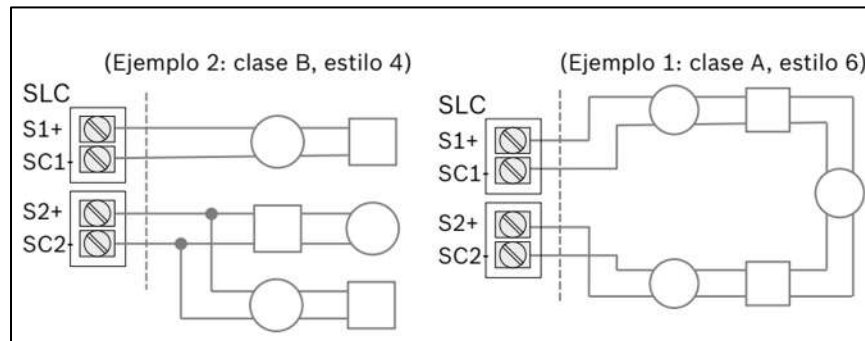 (Ejemplo 2: clase B, estilo 4)
SLC
S1+
SC1-
S2+
SC2-
(Ejemplo 1: clase A, estilo 6)
SLC
S1+
SC1-
S2+
SC2-